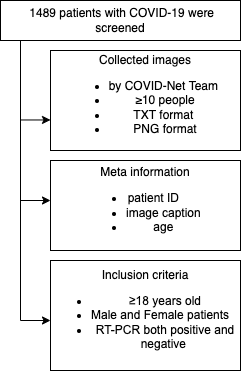 1489 patients with COVID-19 were
screened
Collected images
• by COVID-Net Team
• ≥10 people
• TXT format
• PNG format
Meta information
• patient ID
• image caption
• age
Inclusion criteria
• ≥18 years old
• Male and Female patients
• RT-PCR both positive and
negative